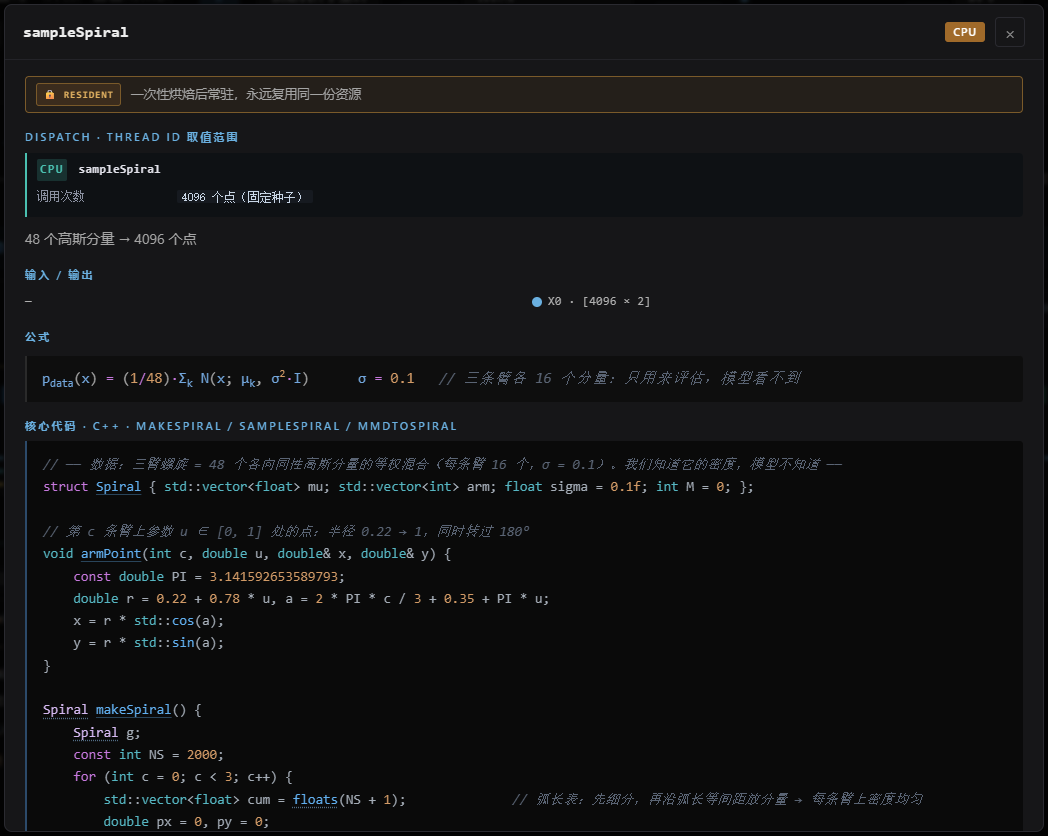 sampleSpiral
CPU ×
RESIDENT 一次性烘焙后常驻，永远复用同一份资源
DISPATCH · THREAD ID 取值范围
CPU sampleSpiral
调用次数 4096 个点（固定种子）
48 个高斯分量 → 4096 个点
输入 / 输出
— X0 · [4096 × 2]
公式
p_data(x) = (1/48)·Σ_k N(x; μ_k, σ²·I) σ = 0.1 // 三条臂各 16 个分量；只用来评估，模型看不到
核心代码 · C++ · MAKESPIRAL / SAMPLESPIRAL / MMDTOSPIRAL
// —— 数据：三臂螺旋 = 48 个各向同性高斯分量的等权混合（每条臂 16 个，σ = 0.1）。我们知道它的密度，模型不知道 ——
struct Spiral { std::vector<float> mu; std::vector<int> arm; float sigma = 0.1f; int M = 0; };
// 第 c 条臂上参数 u ∈ [0, 1] 处的点：半径 0.22 → 1，同时转过 180°
void armPoint(int c, double u, double& x, double& y) {
    const double PI = 3.141592653589793;
    double r = 0.22 + 0.78 * u, a = 2 * PI * c / 3 + 0.35 + PI * u;
    x = r * std::cos(a);
    y = r * std::sin(a);
}
Spiral makeSpiral() {
    Spiral g;
    const int NS = 2000;
    for (int c = 0; c < 3; c++) {
        std::vector<float> cum = floats(NS + 1); // 弧长表：先细分，再沿弧长等间距放分量 → 每条臂上密度均匀
        double px = 0, py = 0;